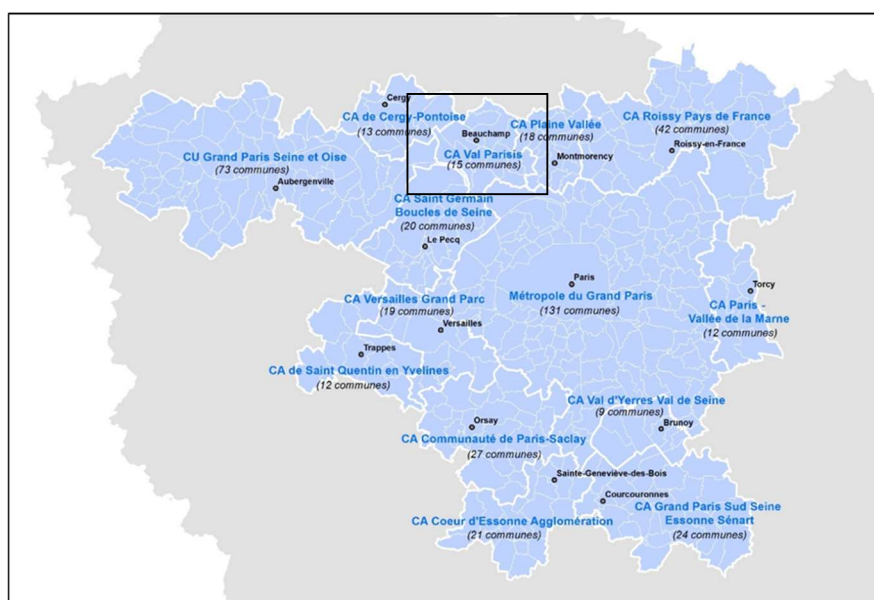 Cergy
CA de Cergy-Pontoise
(13 communes)
Beauchamp
CA Val Parisis
(15 communes)
CA Plaine Vallée
(18 communes)
Montmorency
CA Roissy Pays de France
(42 communes)
Roissy-en-France
CU Grand Paris Seine et Oise
(73 communes)
Aubergenville
CA Saint Germain
Boucles de Seine
(20 communes)
Le Pecq
Paris
Métropole du Grand Paris
(131 communes)
Torcy
CA Paris -
Vallée de la Marne
(12 communes)
CA Versailles Grand Parc
(19 communes)
Versailles
Trappes
CA de Saint Quentin en Yvelines
(12 communes)
Orsay
CA Communauté de Paris-Saclay
(27 communes)
CA Val d'Yerres Val de Seine
(9 communes)
Brunoy
Sainte-Geneviève-des-Bois
Courcouronnes
CA Coeur d'Essonne Agglomération
(21 communes)
CA Grand Paris Sud Seine
Essonne Sénart
(24 communes)